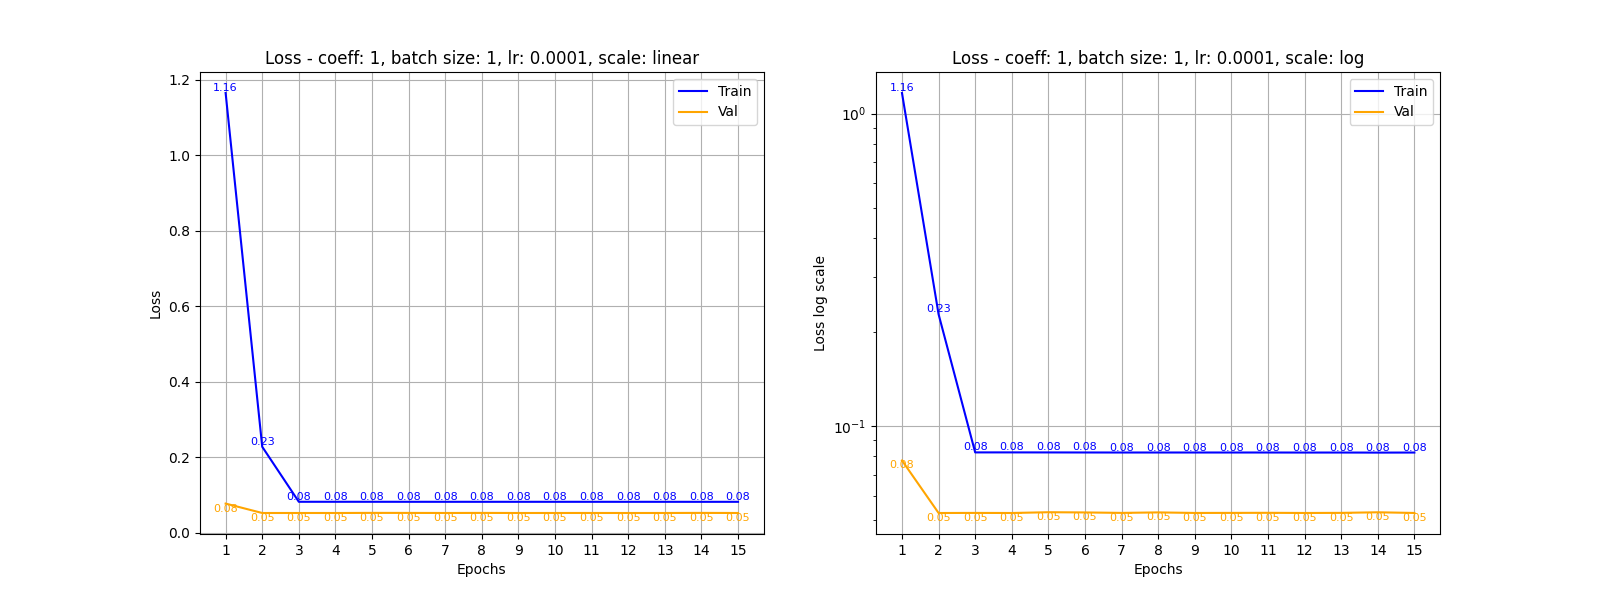 Loss - coeff: 1, batch size: 1, lr: 0.0001, scale: linear
Train
Val
1.2
1.0
0.8
0.6
0.4
0.2
0.0
Loss
1.16
0.23
0.08 0.08 0.08 0.08 0.08 0.08 0.08 0.08 0.08 0.08 0.08 0.08 0.08
0.08
0.05 0.05 0.05 0.05 0.05 0.05 0.05 0.05 0.05 0.05 0.05 0.05 0.05 0.05
1 2 3 4 5 6 7 8 9 10 11 12 13 14 15
Epochs
Loss - coeff: 1, batch size: 1, lr: 0.0001, scale: log
Train
Val
10⁰
10⁻¹
Loss log scale
1.16
0.23
0.08 0.08 0.08 0.08 0.08 0.08 0.08 0.08 0.08 0.08 0.08 0.08 0.08
0.08
0.05 0.05 0.05 0.05 0.05 0.05 0.05 0.05 0.05 0.05 0.05 0.05 0.05 0.05
1 2 3 4 5 6 7 8 9 10 11 12 13 14 15
Epochs